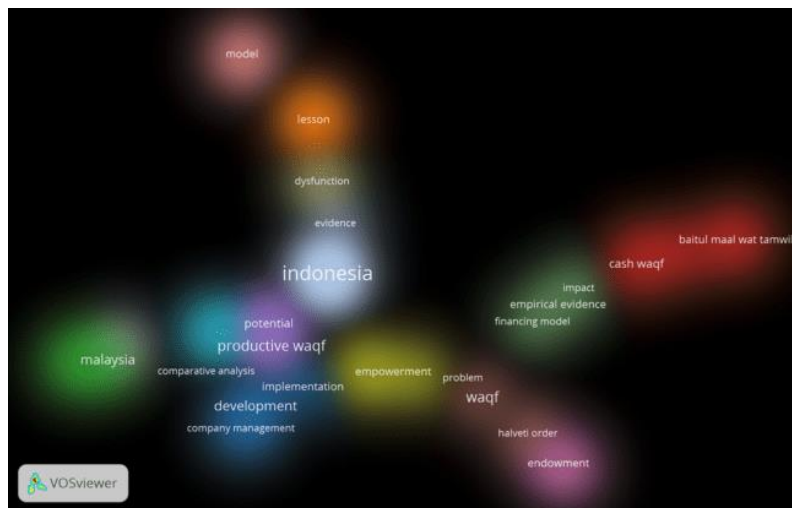 model
lesson
dysfunction
evidence
baitul maal wat tamwil
cash waqf
indonesia
impact
empirical evidence
financing model
potential
productive waqf
malaysia
comparative analysis
empowerment
problem
implementation
waqf
development
company management
halveti order
endowment
VOSviewer